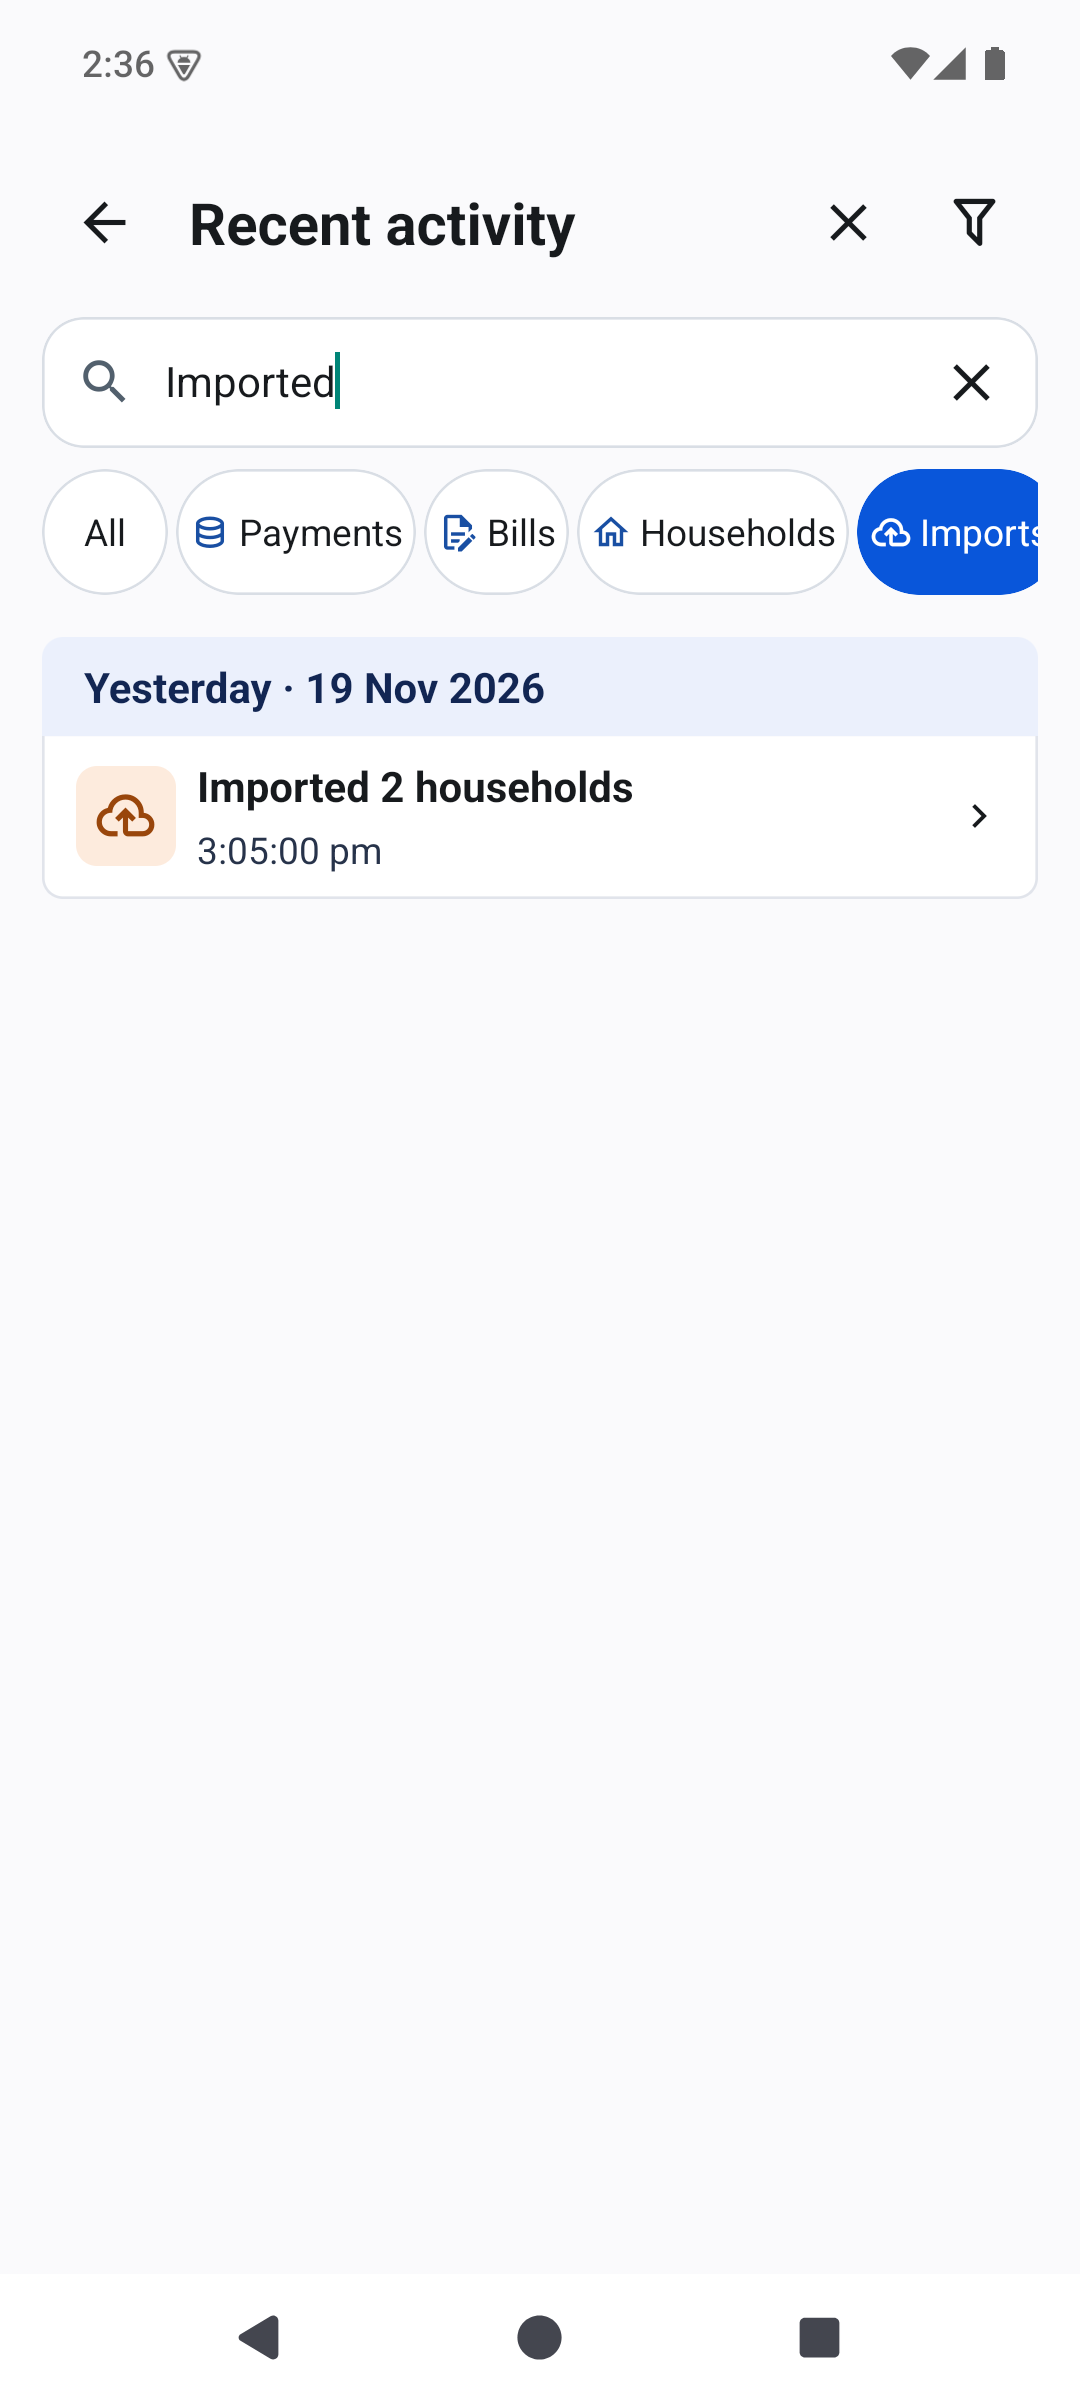 2:36
Recent activity
Imported
All
Payments
Bills
Households
Imports
Yesterday · 19 Nov 2026
Imported 2 households
3:05:00 pm